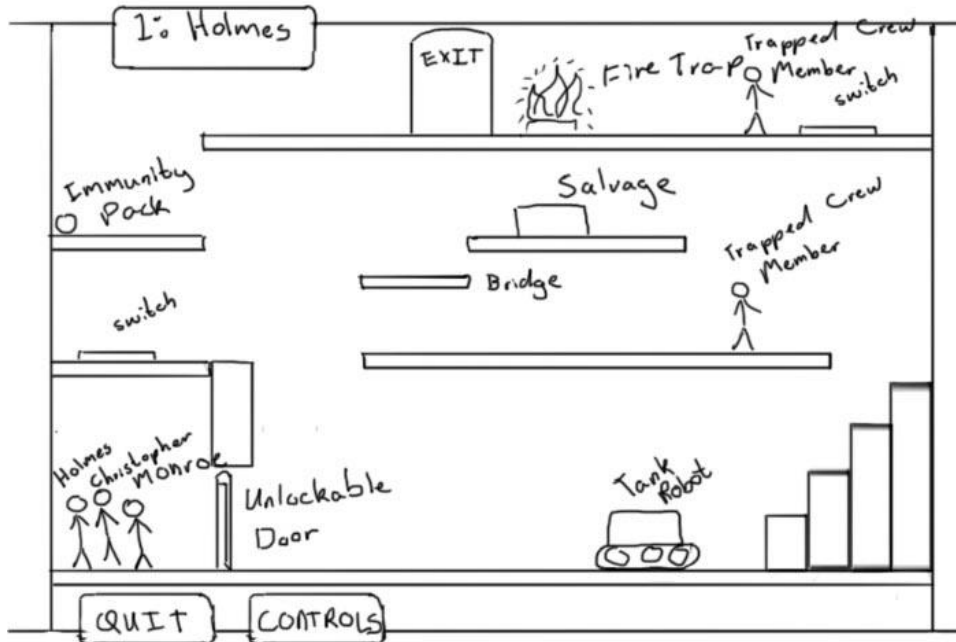 1: Holmes
EXIT
Fire Trap
Trapped Crew
Member
switch
Immunity
Pack
Salvage
Trapped Crew
Member
Bridge
switch
Holmes
Christopher
Monroe
Unlockable
Door
Tank
Robot
QUIT
CONTROLS